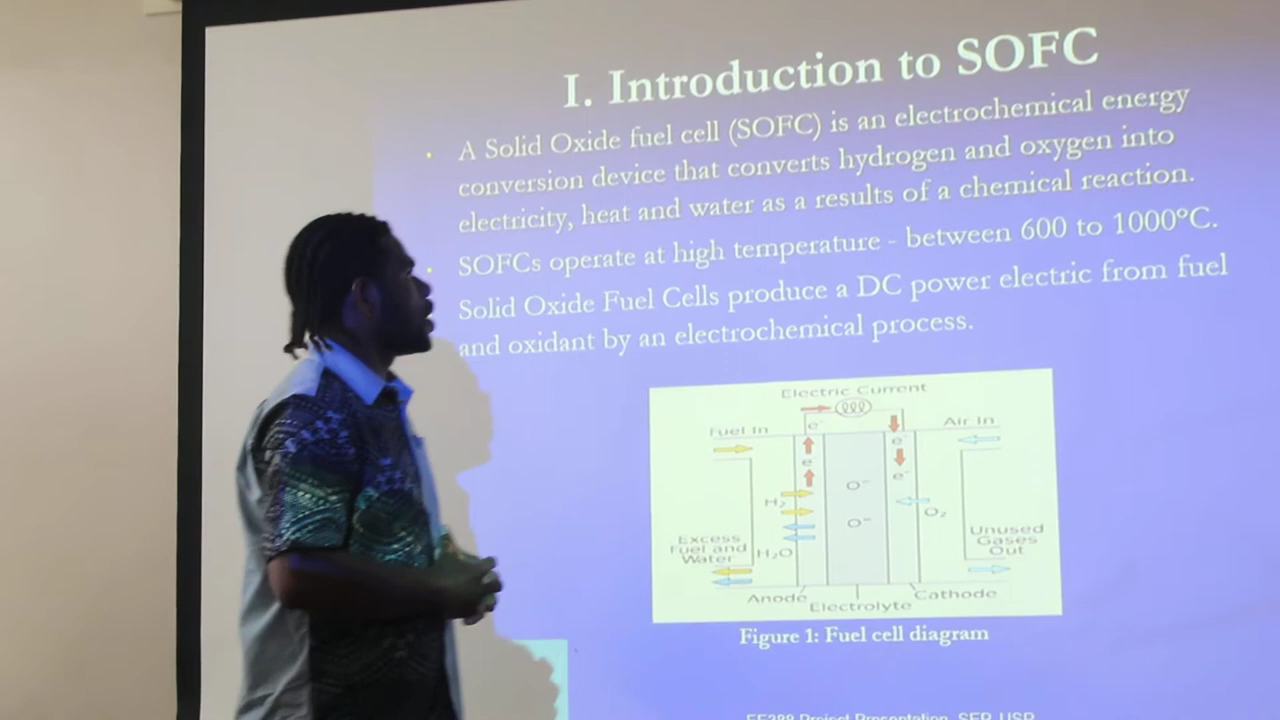 I. Introduction to SOFC
• A Solid Oxide fuel cell (SOFC) is an electrochemical energy
conversion device that converts hydrogen and oxygen into
electricity, heat and water as a results of a chemical reaction.
• SOFCs operate at high temperature - between 600 to 1000°C.
Solid Oxide Fuel Cells produce a DC power electric from fuel
and oxidant by an electrochemical process.
Electric Current
Fuel In
e⁻
Air In
e⁻
e⁻
e⁻
O⁻
H₂
O₂
O⁻
Excess
Fuel and
Water
H₂O
Unused
Gases
Out
Anode
Electrolyte
Cathode
Figure 1: Fuel cell diagram
Project Presentation, SEP, USP